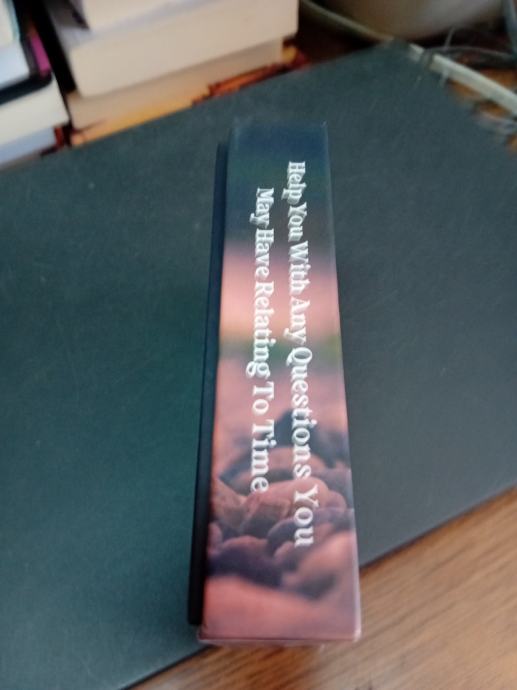 Help You With Any Questions You
May Have Relating To Time